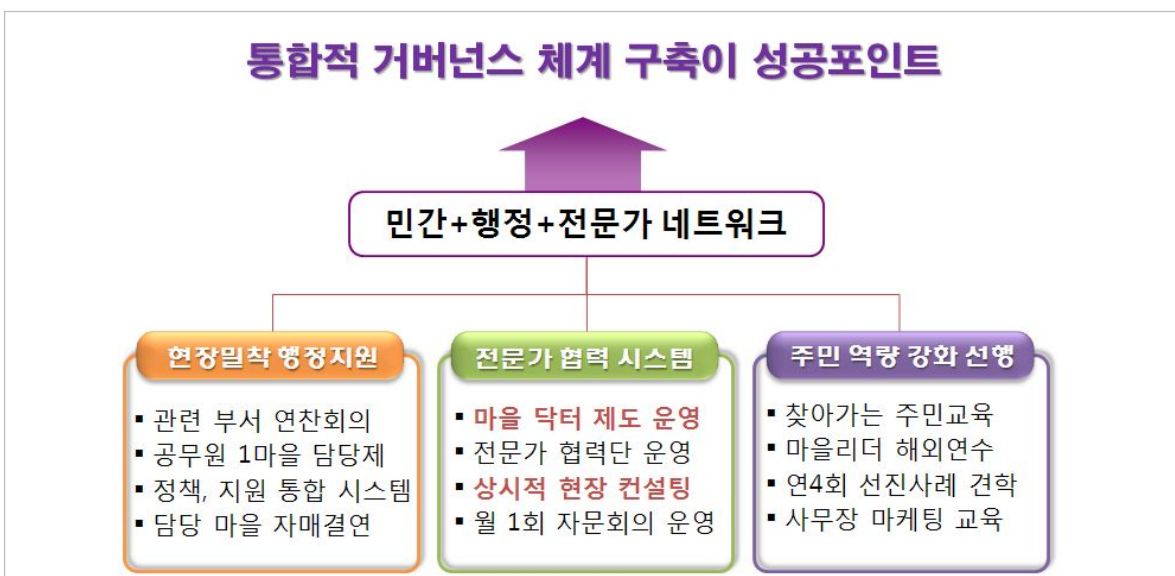 통합적 거버넌스 체계 구축이 성공포인트
민간+행정+전문가 네트워크
현장밀착 행정지원
▪ 관련 부서 연찬회의
▪ 공무원 1마을 담당제
▪ 정책, 지원 통합 시스템
▪ 담당 마을 자매결연
전문가 협력 시스템
▪ 마을 닥터 제도 운영
▪ 전문가 협력단 운영
▪ 상시적 현장 컨설팅
▪ 월 1회 자문회의 운영
주민 역량 강화 선행
▪ 찾아가는 주민교육
▪ 마을리더 해외연수
▪ 연4회 선진사례 견학
▪ 사무장 마케팅 교육